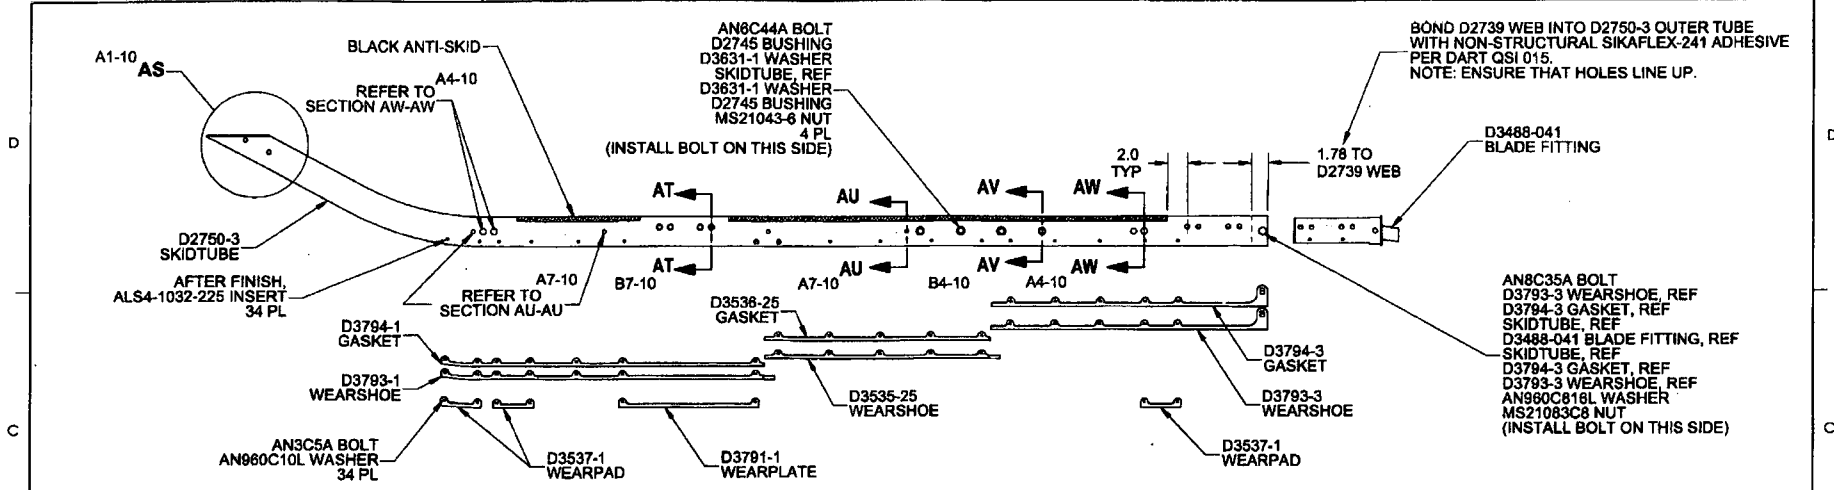 A1-10
AS
BLACK ANTI-SKID
A4-10
REFER TO
SECTION AW-AW
AN6C44A BOLT
D2745 BUSHING
D3631-1 WASHER
SKIDTUBE, REF
D3631-1 WASHER
D2745 BUSHING
MS21043-6 NUT
4 PL
(INSTALL BOLT ON THIS SIDE)
BOND D2739 WEB INTO D2750-3 OUTER TUBE
WITH NON-STRUCTURAL SIKAFLEX-241 ADHESIVE
PER DART QSI 015.
NOTE: ENSURE THAT HOLES LINE UP.
D
D
2.0
TYP
1.78 TO
D2739 WEB
D3488-041
BLADE FITTING
AT
AU
AV
AW
D2750-3
SKIDTUBE
AT
AU
AV
AW
A7-10
B7-10
A7-10
B4-10
A4-10
AFTER FINISH,
ALS4-1032-225 INSERT
34 PL
REFER TO
SECTION AU-AU
D3536-25
GASKET
D3794-1
GASKET
D3793-1
WEARSHOE
D3535-25
WEARSHOE
D3794-3
GASKET
D3793-3
WEARSHOE
AN8C35A BOLT
D3793-3 WEARSHOE, REF
D3794-3 GASKET, REF
SKIDTUBE, REF
D3488-041 BLADE FITTING, REF
SKIDTUBE, REF
D3794-3 GASKET, REF
D3793-3 WEARSHOE, REF
AN960C816L WASHER
MS21083C8 NUT
(INSTALL BOLT ON THIS SIDE)
C
C
AN3C5A BOLT
AN960C10L WASHER
34 PL
D3537-1
WEARPAD
D3791-1
WEARPLATE
D3537-1
WEARPAD